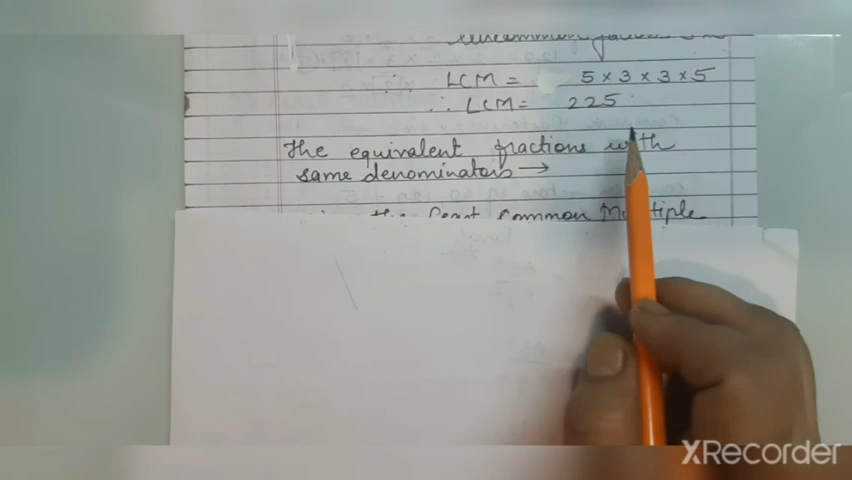 ∴ LCM = 5 × 3 × 3 × 5
∴ LCM = 225
The equivalent fractions with
same denominators →
the Least Common Multiple
XRecorder